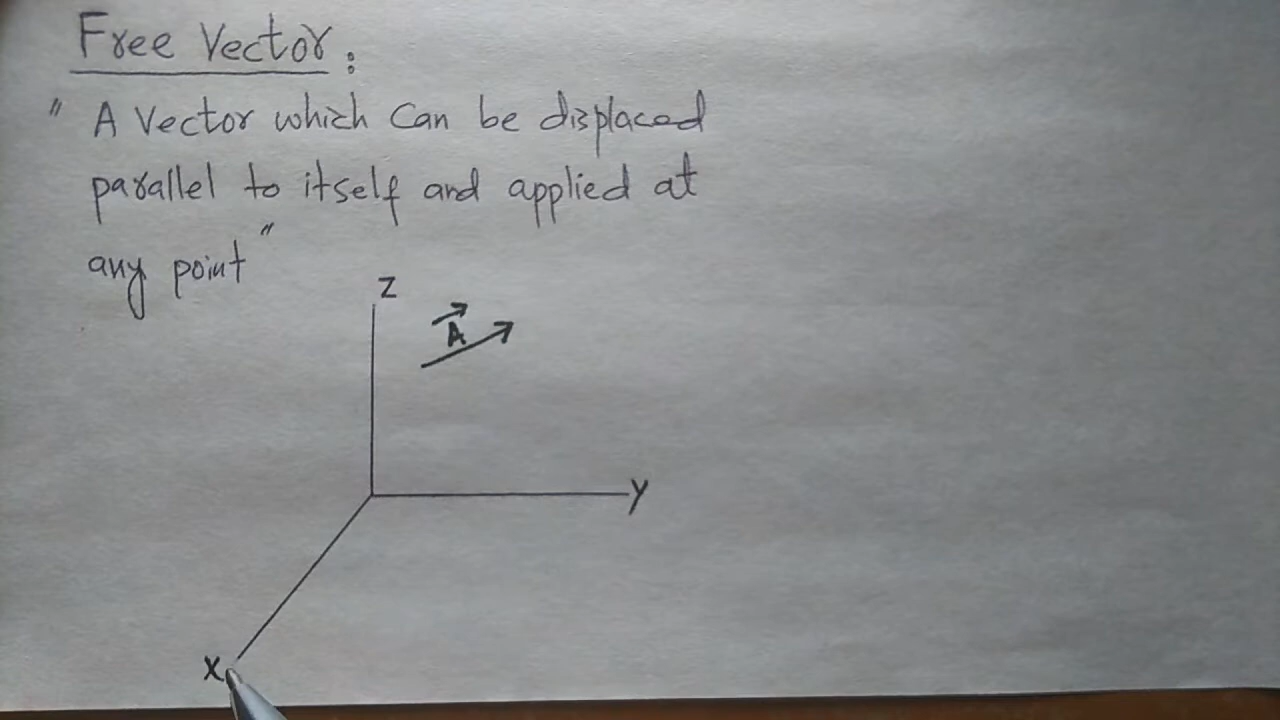 Free Vector :
" A Vector which Can be displaced
parallel to itself and applied at
any point "
Z
A
Y
X